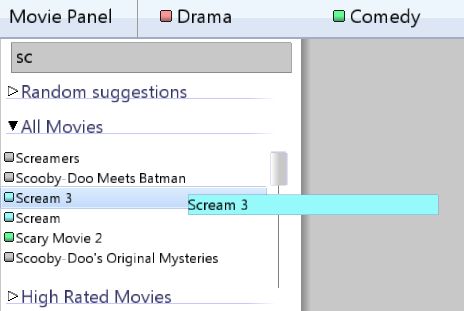 Movie Panel Drama Comedy
sc
Random suggestions
All Movies
Screamers
Scooby-Doo Meets Batman
Scream 3
Scream 3
Scream
Scary Movie 2
Scooby-Doo's Original Mysteries
High Rated Movies